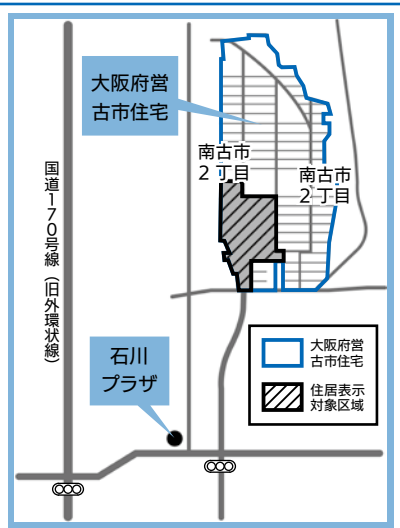 大阪府営
古市住宅
南古市
2丁目
南古市
2丁目
国道170号線（旧外環状線）
石川
プラザ
大阪府営
古市住宅
住居表示
対象区域